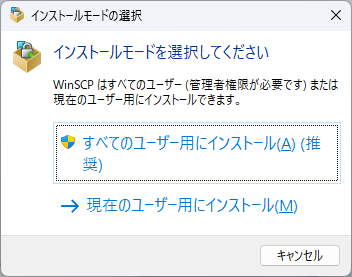 インストールモードの選択
インストールモードを選択してください
WinSCP はすべてのユーザー (管理者権限が必要です) または
現在のユーザー用にインストールできます。
すべてのユーザー用にインストール(A) (推
奨)
現在のユーザー用にインストール(M)
キャンセル